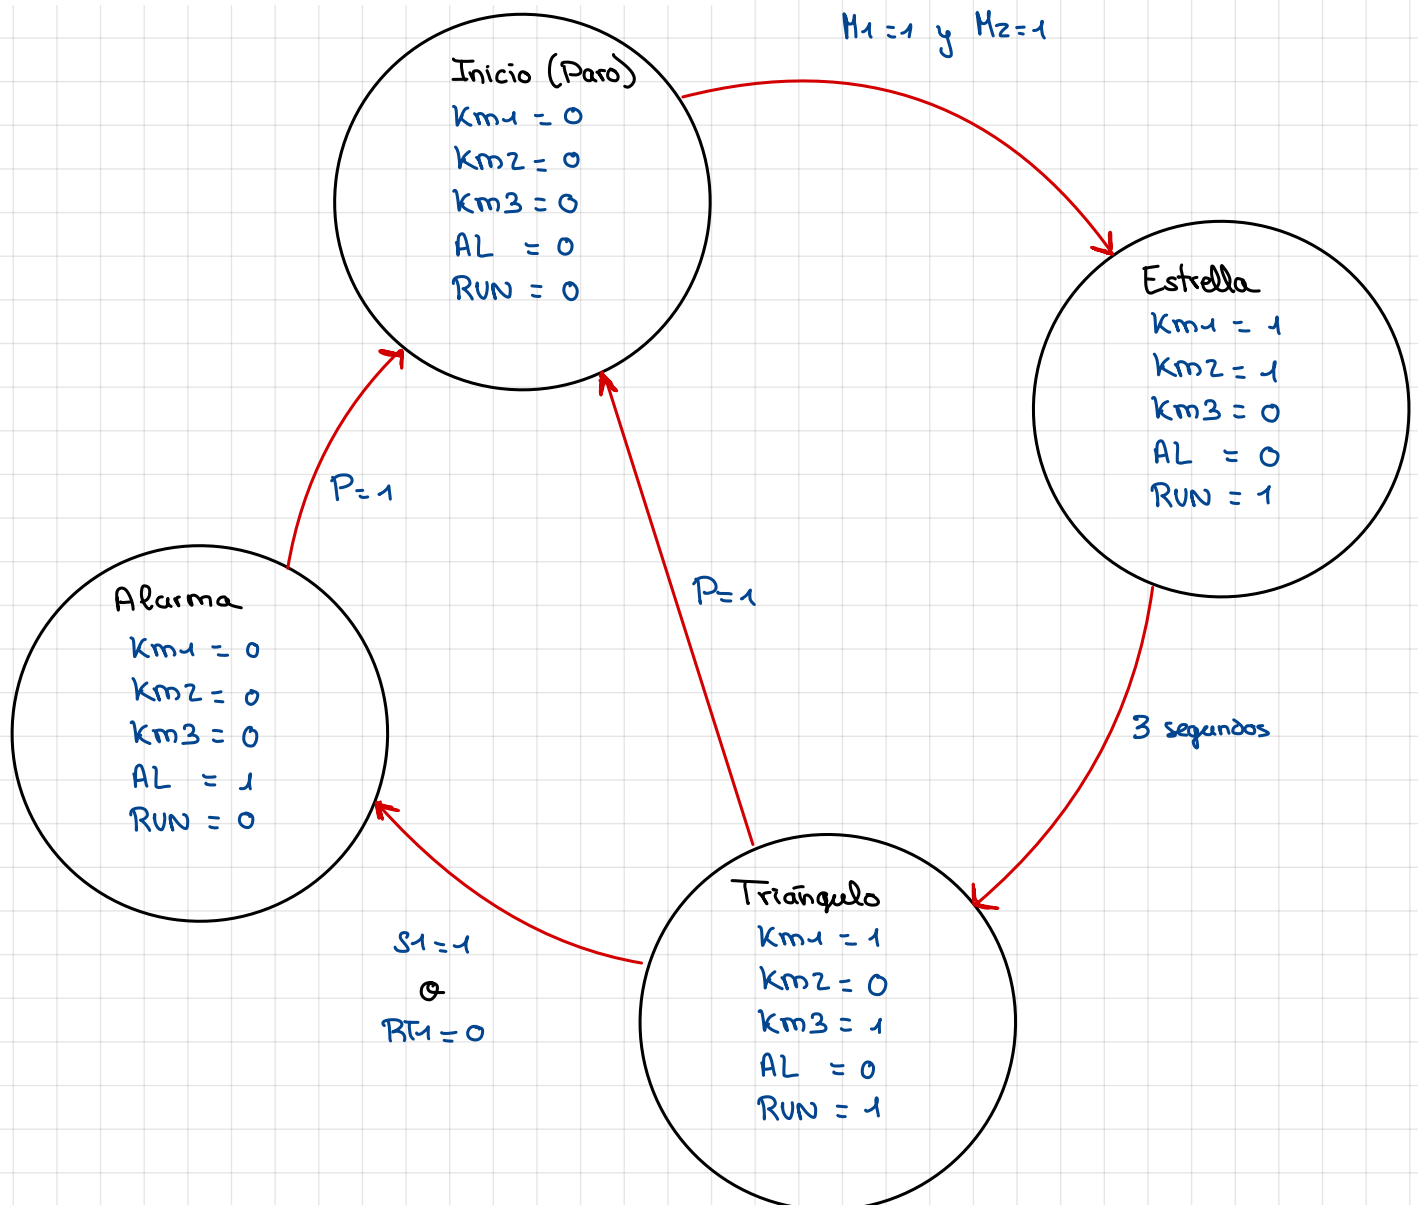 M1=1 y M2=1
Inicio (Paro)
Km1 = 0
Km2 = 0
Km3 = 0
AL = 0
RUN = 0
Estrella
Km1 = 1
Km2 = 1
Km3 = 0
AL = 0
RUN = 1
P=1
P=1
Alarma
Km1 = 0
Km2 = 0
Km3 = 0
AL = 1
RUN = 0
3 segundos
Triángulo
Km1 = 1
Km2 = 0
Km3 = 1
AL = 0
RUN = 1
S1=1
O
RT1=0